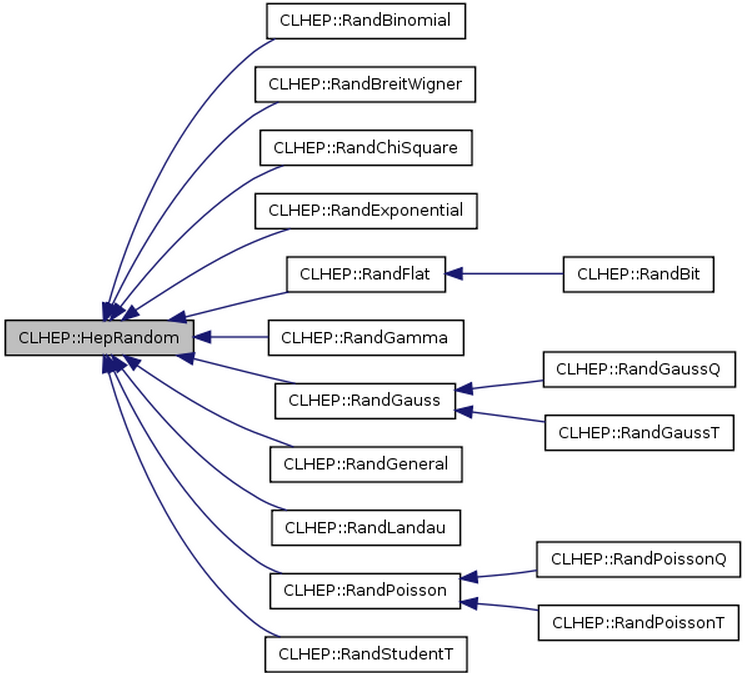 CLHEP::RandBinomial
CLHEP::RandBreitWigner
CLHEP::RandChiSquare
CLHEP::RandExponential
CLHEP::RandFlat
CLHEP::RandBit
CLHEP::HepRandom
CLHEP::RandGamma
CLHEP::RandGaussQ
CLHEP::RandGauss
CLHEP::RandGaussT
CLHEP::RandGeneral
CLHEP::RandLandau
CLHEP::RandPoissonQ
CLHEP::RandPoisson
CLHEP::RandPoissonT
CLHEP::RandStudentT